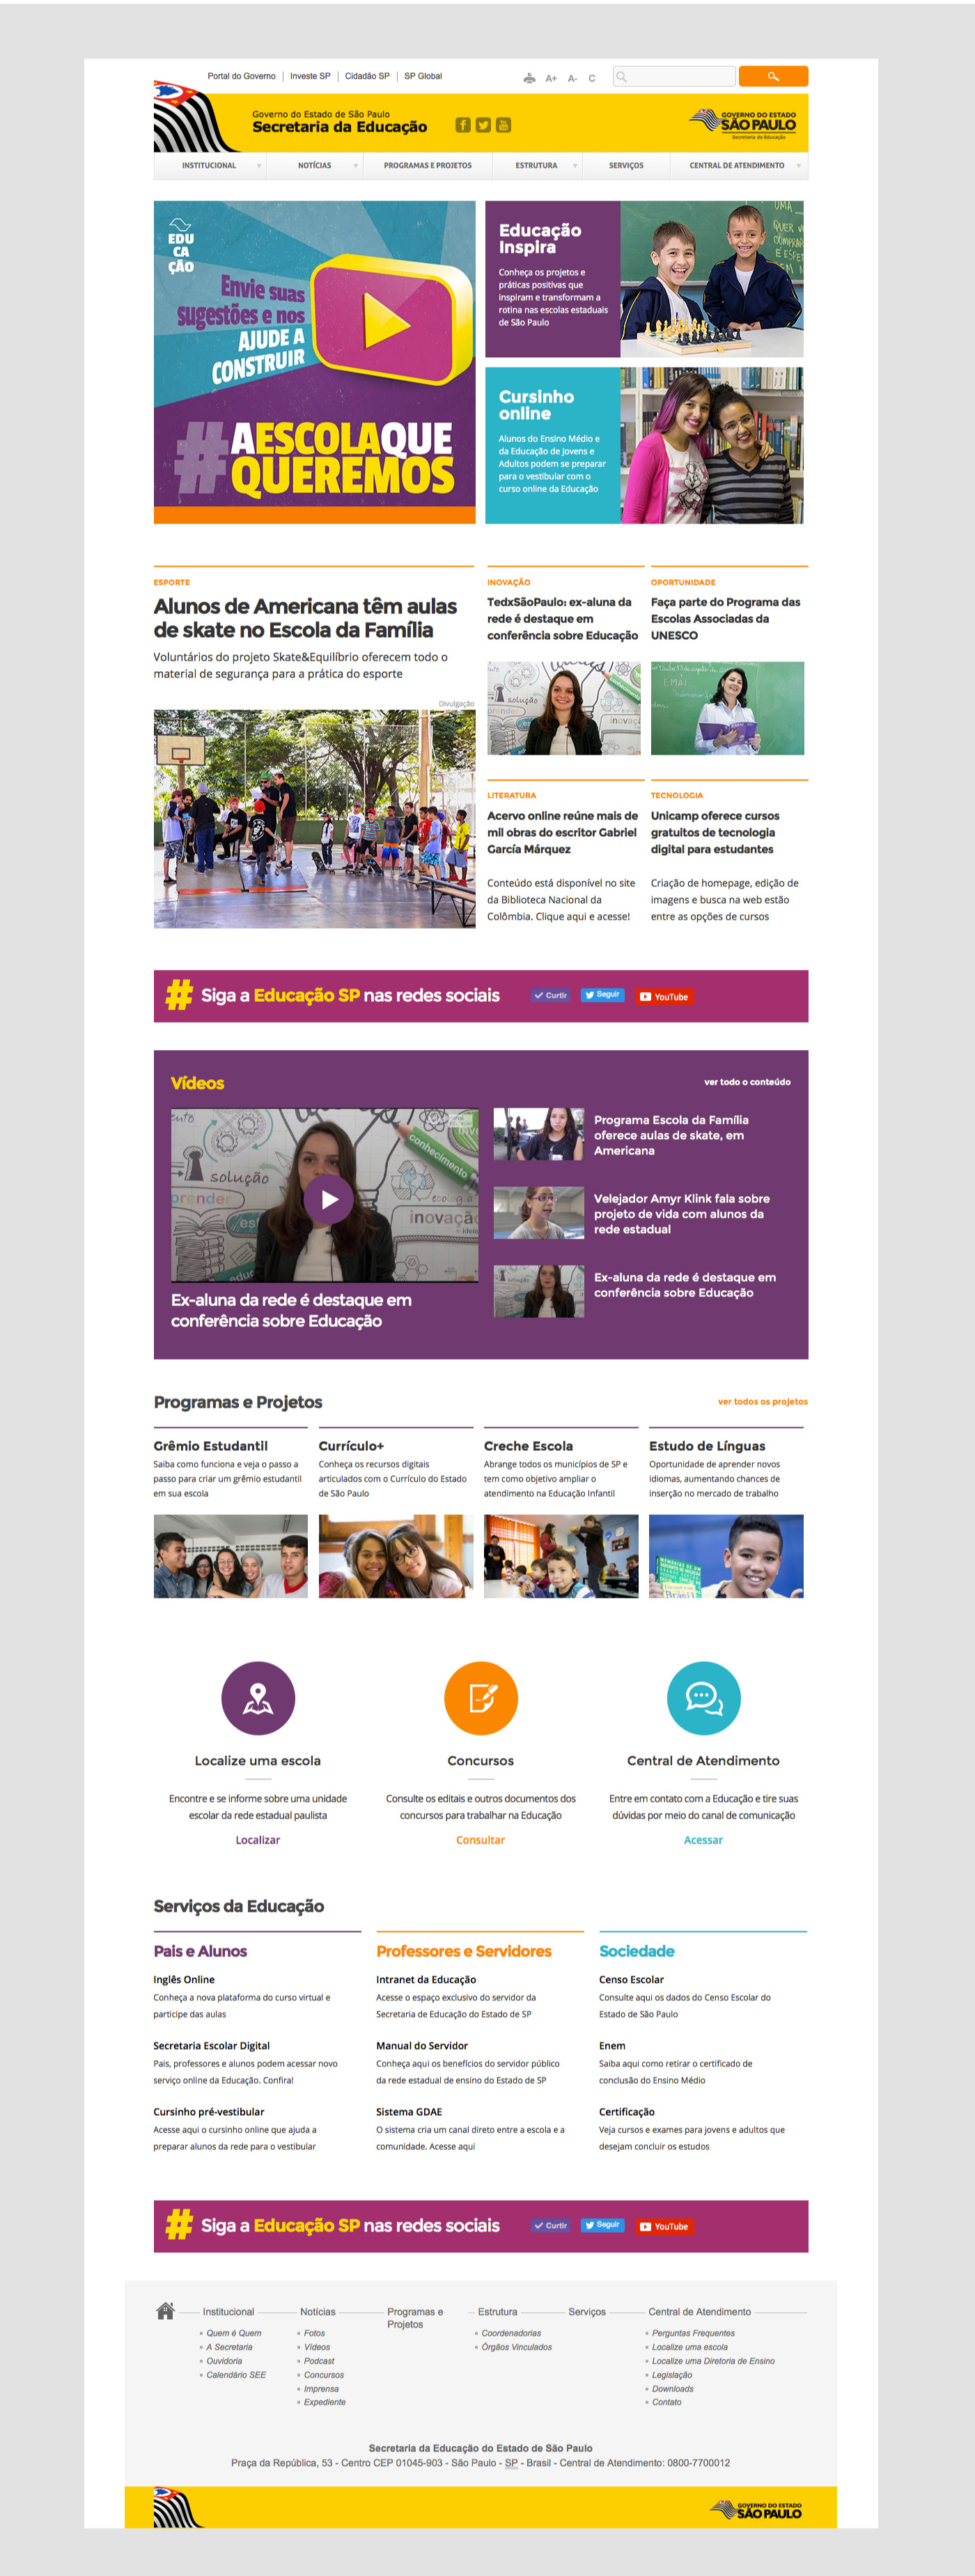 Portal do Governo | Investe SP | Cidadão SP | SP Global
A+ A- C
Governo do Estado de São Paulo
Secretaria da Educação
GOVERNO DO ESTADO
SÃO PAULO
Secretaria da Educação
INSTITUCIONAL NOTÍCIAS PROGRAMAS E PROJETOS ESTRUTURA SERVIÇOS CENTRAL DE ATENDIMENTO
EDU
CA
ÇÃO
Envie suas
sugestões e nos
AJUDE A
CONSTRUIR
#AESCOLAQUE
QUEREMOS
Educação
Inspira
Conheça os projetos e
práticas positivas que
inspiram e transformam a
rotina nas escolas estaduais
de São Paulo
Cursinho
online
Alunos do Ensino Médio e
da Educação de Jovens e
Adultos podem se preparar
para o vestibular com o
curso online da Educação
ESPORTE
Alunos de Americana têm aulas
de skate no Escola da Família
Voluntários do projeto Skate&Equilíbrio oferecem todo o
material de segurança para a prática do esporte
Divulgação
INOVAÇÃO
TedxSãoPaulo: ex-aluna da
rede é destaque em
conferência sobre Educação
solução
prender
inovaç
OPORTUNIDADE
Faça parte do Programa das
Escolas Associadas da
UNESCO
LITERATURA
Acervo online reúne mais de
mil obras do escritor Gabriel
García Márquez
Conteúdo está disponível no site
da Biblioteca Nacional da
Colômbia. Clique aqui e acesse!
TECNOLOGIA
Unicamp oferece cursos
gratuitos de tecnologia
digital para estudantes
Criação de homepage, edição de
imagens e busca na web estão
entre as opções de cursos
# Siga a Educação SP nas redes sociais
Curtir Seguir YouTube
Vídeos
ver todo o conteúdo
conhecimento
solução
prender
ecologia
inovaçã
Ex-aluna da rede é destaque em
conferência sobre Educação
Programa Escola da Família
oferece aulas de skate, em
Americana
Velejador Amyr Klink fala sobre
projeto de vida com alunos da
rede estadual
Ex-aluna da rede é destaque em
conferência sobre Educação
Programas e Projetos
ver todos os projetos
Grêmio Estudantil
Saiba como funciona e veja o passo a
passo para criar um grêmio estudantil
em sua escola
Currículo+
Conheça os recursos digitais
articulados com o Currículo do Estado
de São Paulo
Creche Escola
Abrange todos os municípios de SP e
tem como objetivo ampliar o
atendimento na Educação Infantil
Estudo de Línguas
Oportunidade de aprender novos
idiomas, aumentando chances de
inserção no mercado de trabalho
Localize uma escola
Encontre e se informe sobre uma unidade
escolar da rede estadual paulista
Localizar
Concursos
Consulte os editais e outros documentos dos
concursos para trabalhar na Educação
Consultar
Central de Atendimento
Entre em contato com a Educação e tire suas
dúvidas por meio do canal de comunicação
Acessar
Serviços da Educação
Pais e Alunos
Inglês Online
Conheça a nova plataforma do curso virtual e
participe das aulas
Secretaria Escolar Digital
Pais, professores e alunos podem acessar novo
serviço online da Educação. Confira!
Cursinho pré-vestibular
Acesse aqui o cursinho online que ajuda a
preparar alunos da rede para o vestibular
Professores e Servidores
Intranet da Educação
Acesse o espaço exclusivo do servidor da
Secretaria de Educação do Estado de SP
Manual do Servidor
Conheça aqui os benefícios do servidor público
da rede estadual de ensino do Estado de SP
Sistema GDAE
O sistema cria um canal direto entre a escola e a
comunidade. Acesse aqui
Sociedade
Censo Escolar
Consulte aqui os dados do Censo Escolar do
Estado de São Paulo
Enem
Saiba aqui como retirar o certificado de
conclusão do Ensino Médio
Certificação
Veja cursos e exames para jovens e adultos que
desejam concluir os estudos
# Siga a Educação SP nas redes sociais
Curtir Seguir YouTube
Institucional
Quem é Quem
A Secretaria
Ouvidoria
Calendário SEE
Notícias
Fotos
Vídeos
Podcast
Concursos
Imprensa
Expediente
Programas e
Projetos
Estrutura
Coordenadorias
Órgãos Vinculados
Serviços
Central de Atendimento
Perguntas Frequentes
Localize uma escola
Localize uma Diretoria de Ensino
Legislação
Downloads
Contato
Secretaria da Educação do Estado de São Paulo
Praça da República, 53 - Centro CEP 01045-903 - São Paulo - SP - Brasil - Central de Atendimento: 0800-7700012
GOVERNO DO ESTADO
SÃO PAULO